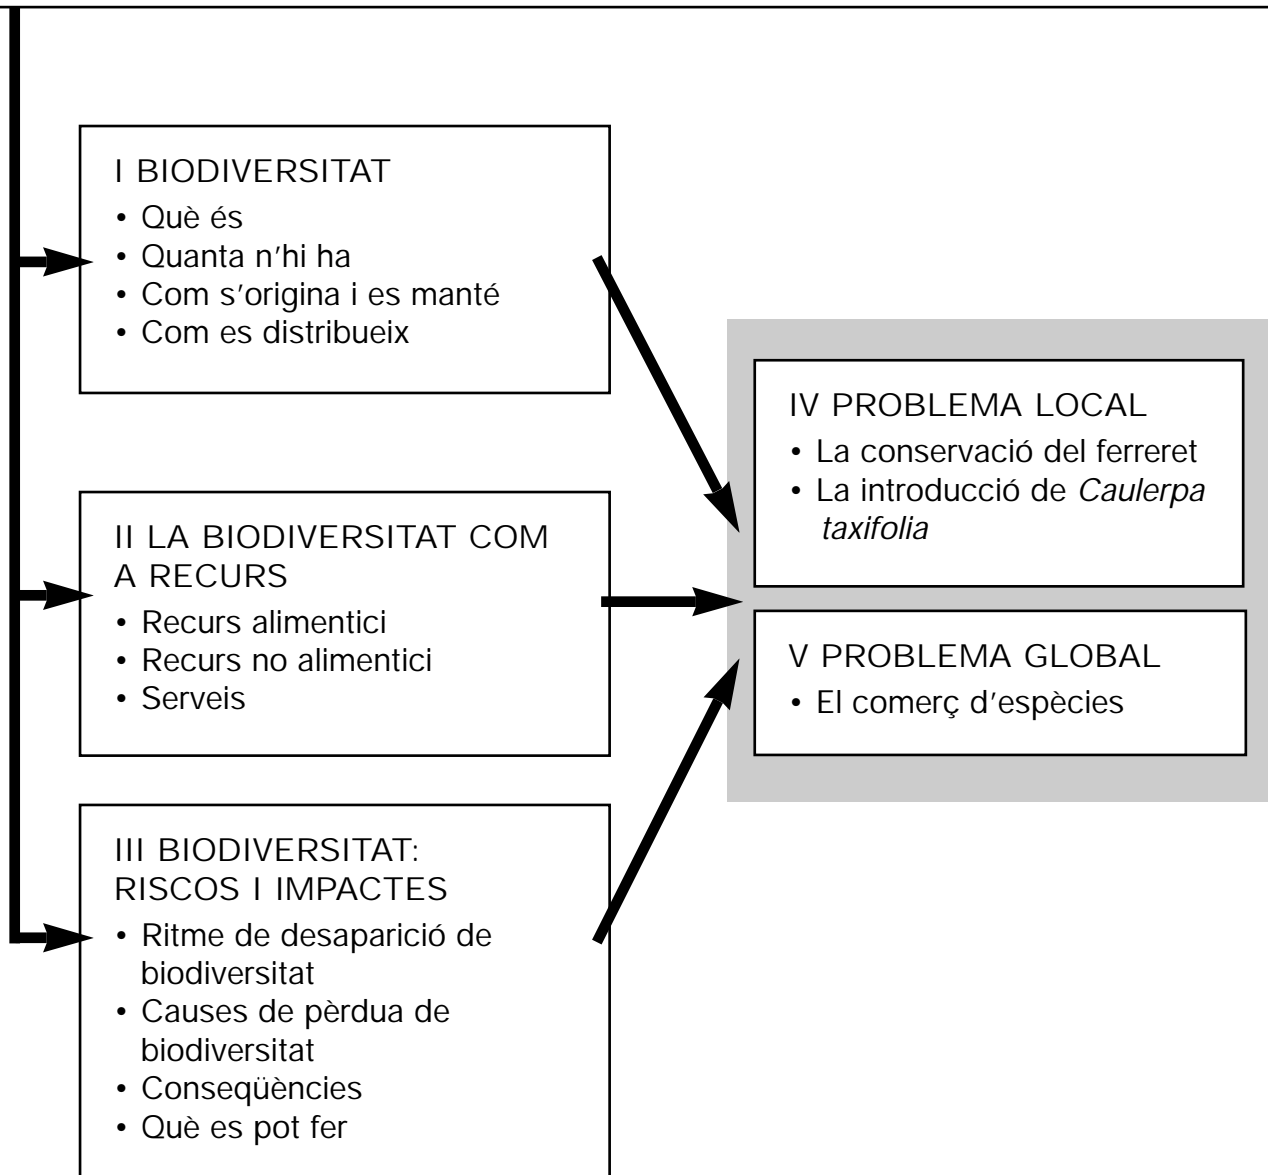 I BIODIVERSITAT
• Què és
• Quanta n'hi ha
• Com s'origina i es manté
• Com es distribueix
II LA BIODIVERSITAT COM
A RECURS
• Recurs alimentici
• Recurs no alimentici
• Serveis
III BIODIVERSITAT:
RISCOS I IMPACTES
• Ritme de desaparició de
biodiversitat
• Causes de pèrdua de
biodiversitat
• Conseqüències
• Què es pot fer
IV PROBLEMA LOCAL
• La conservació del ferreret
• La introducció de Caulerpa
taxifolia
V PROBLEMA GLOBAL
• El comerç d'espècies